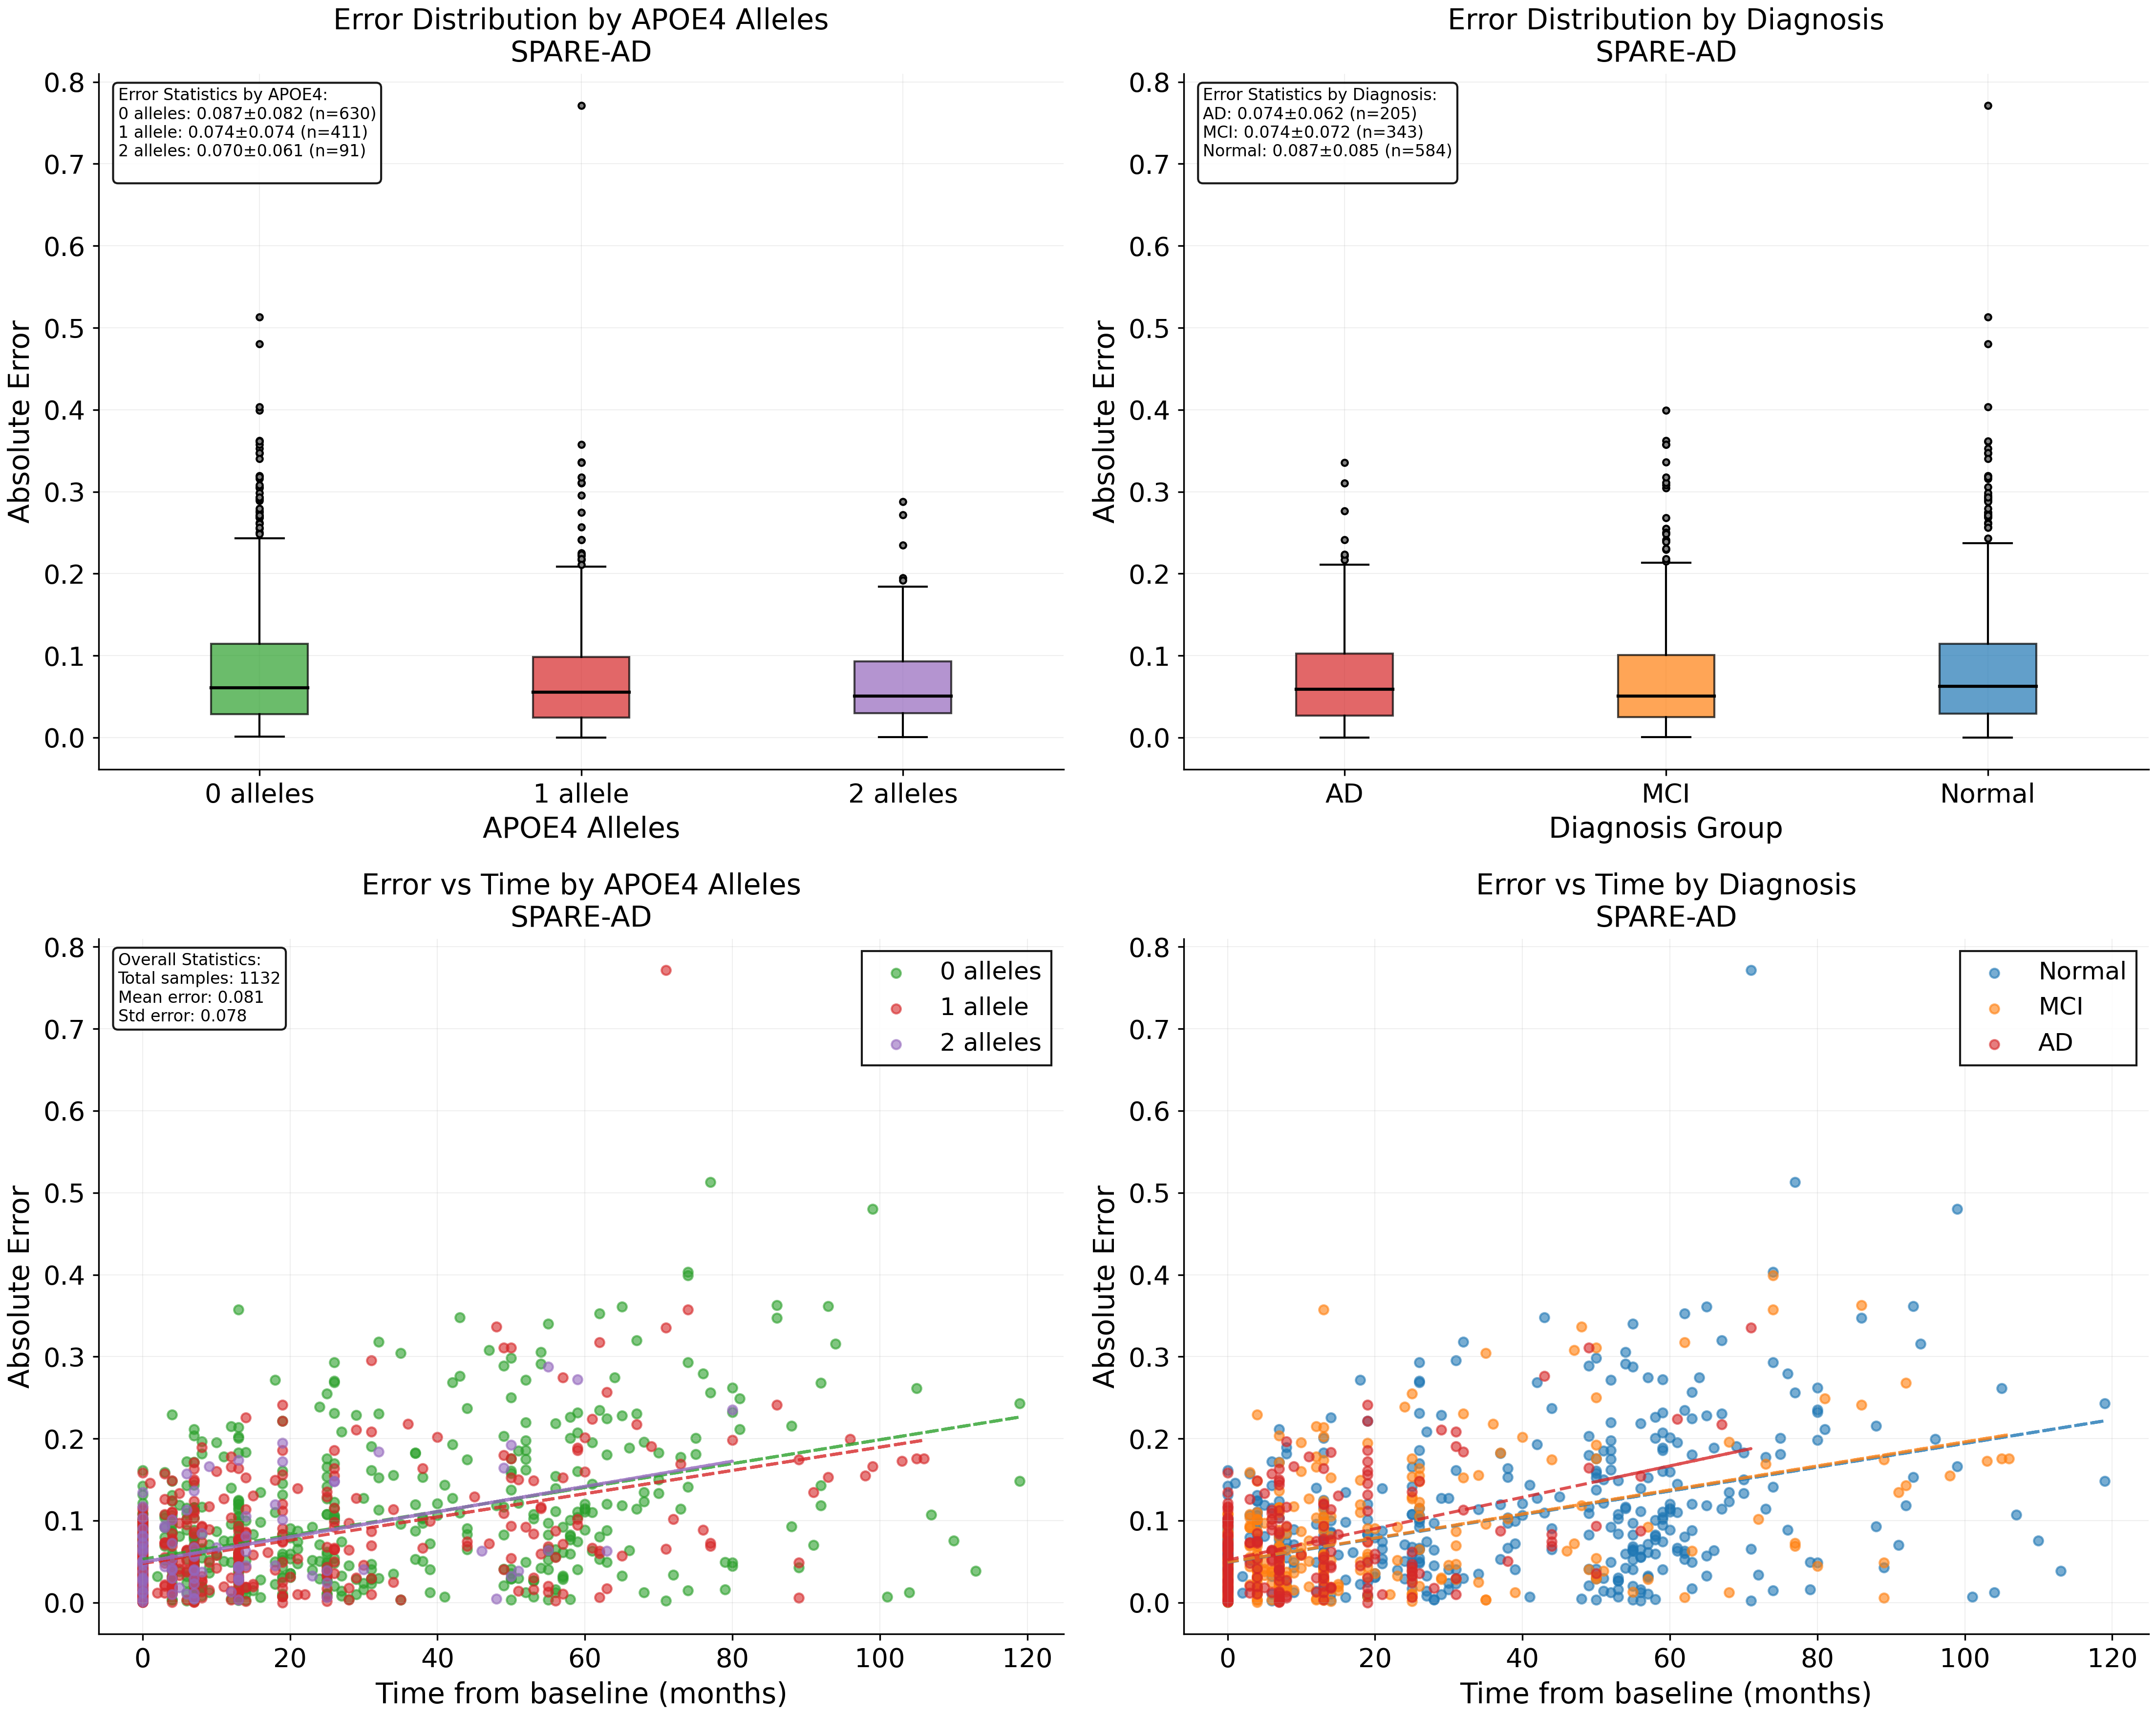 Error Distribution by APOE4 Alleles
SPARE-AD
Error Statistics by APOE4:
0 alleles: 0.087±0.082 (n=630)
1 allele: 0.074±0.074 (n=411)
2 alleles: 0.070±0.061 (n=91)
Absolute Error
0.8
0.7
0.6
0.5
0.4
0.3
0.2
0.1
0.0
0 alleles
1 allele
2 alleles
APOE4 Alleles
Error Distribution by Diagnosis
SPARE-AD
Error Statistics by Diagnosis:
AD: 0.074±0.062 (n=205)
MCI: 0.074±0.072 (n=343)
Normal: 0.087±0.085 (n=584)
Absolute Error
0.8
0.7
0.6
0.5
0.4
0.3
0.2
0.1
0.0
AD
MCI
Normal
Diagnosis Group
Error vs Time by APOE4 Alleles
SPARE-AD
Overall Statistics:
Total samples: 1132
Mean error: 0.081
Std error: 0.078
0 alleles
1 allele
2 alleles
Absolute Error
0.8
0.7
0.6
0.5
0.4
0.3
0.2
0.1
0.0
0
20
40
60
80
100
120
Time from baseline (months)
Error vs Time by Diagnosis
SPARE-AD
Normal
MCI
AD
Absolute Error
0.8
0.7
0.6
0.5
0.4
0.3
0.2
0.1
0.0
0
20
40
60
80
100
120
Time from baseline (months)